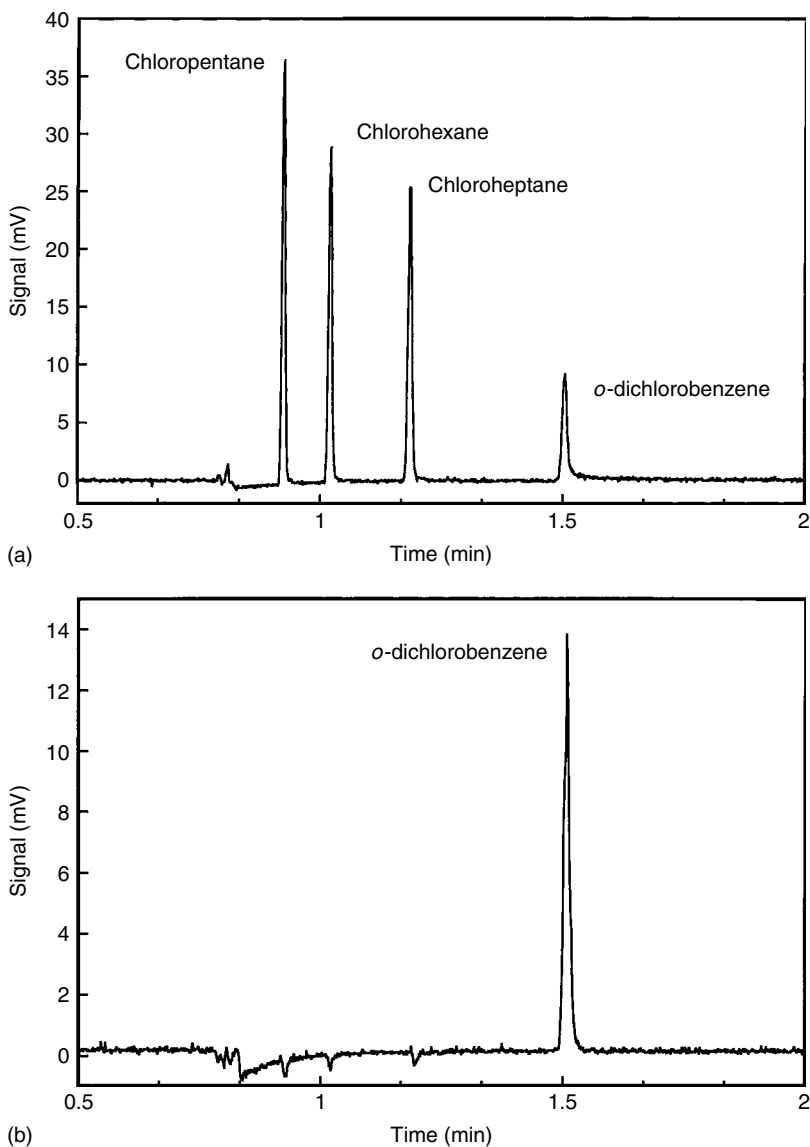 40
35
30
25
20
15
10
5
0
Signal (mV)
Chloropentane
Chlorohexane
Chloroheptane
o-dichlorobenzene
0.5 1 1.5 2
Time (min)
(a)
14
12
10
8
6
4
2
0
Signal (mV)
o-dichlorobenzene
0.5 1 1.5 2
Time (min)
(b)